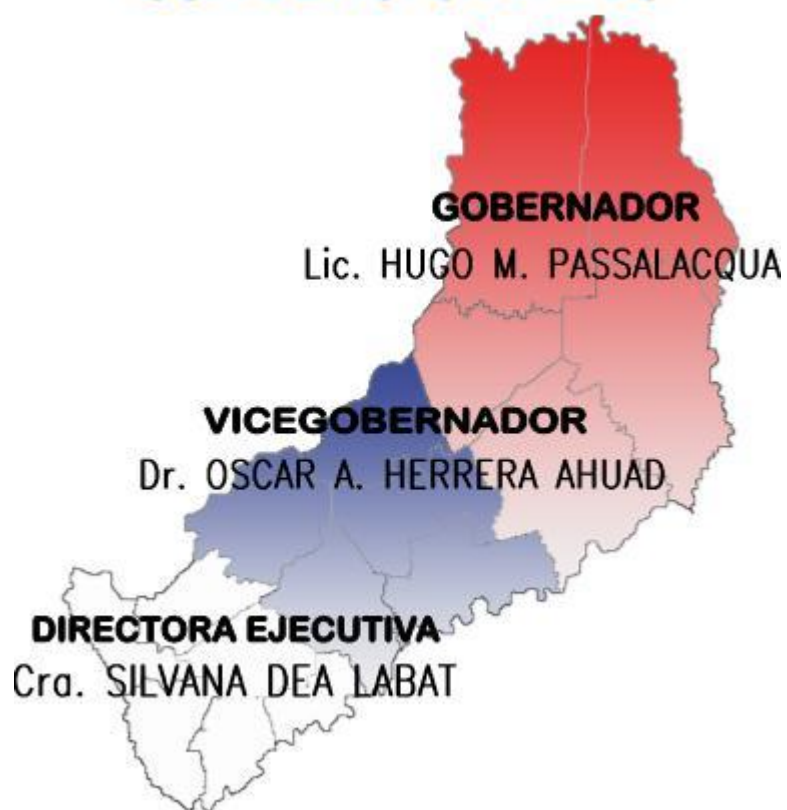 GOBERNADOR
Lic. HUGO M. PASSALACQUA
VICEGOBERNADOR
Dr. OSCAR A. HERRERA AHUAD
DIRECTORA EJECUTIVA
Cra. SILVANA DEA LABAT